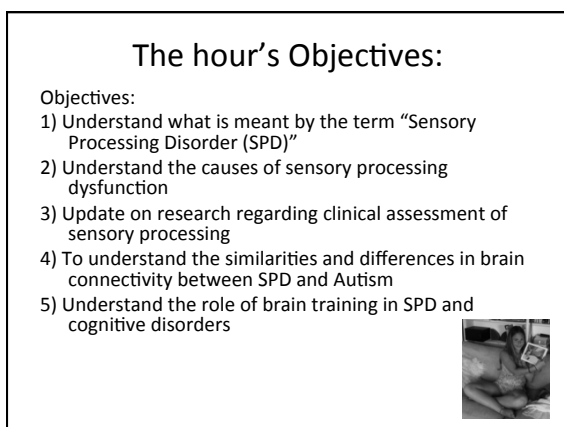 The hour's Objectives:
Objectives:
1) Understand what is meant by the term “Sensory
Processing Disorder (SPD)”
2) Understand the causes of sensory processing
dysfunction
3) Update on research regarding clinical assessment of
sensory processing
4) To understand the similarities and differences in brain
connectivity between SPD and Autism
5) Understand the role of brain training in SPD and
cognitive disorders